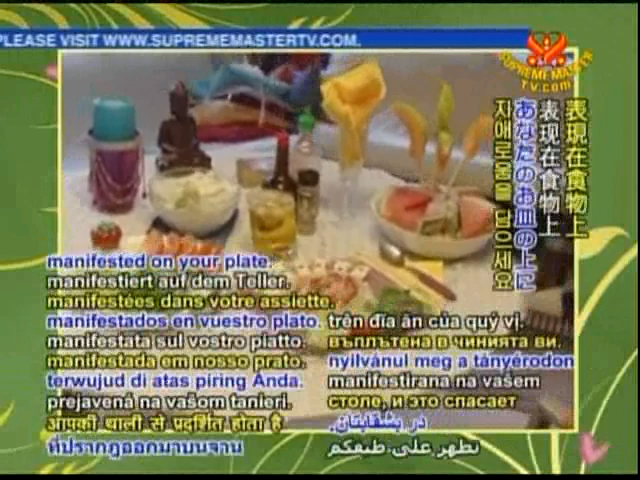 PLEASE VISIT WWW.SUPREMEMASTERTV.COM.
SUPREME MASTER
TV.com
表現在食物上
表现在食物上
あなたのお皿の上に
자애로움을 담으세요
manifested on your plate.
manifestiert auf dem Teller.
manifestées dans votre assiette.
manifestados en vuestro plato.
manifestata sul vostro piatto.
manifestada em nosso prato.
terwujud di atas piring Anda.
prejavená na vašom tanieri.
आपकी थाली से प्रदर्शित होता है
ที่ปรากฏออกมาบนจาน
trên đĩa ăn của quý vị.
въплътена в чинията ви.
nyilvánul meg a tányérodon
manifestirana na vašem
столе, и это спасает
در بشقابتان.
تظهر على طبقكم